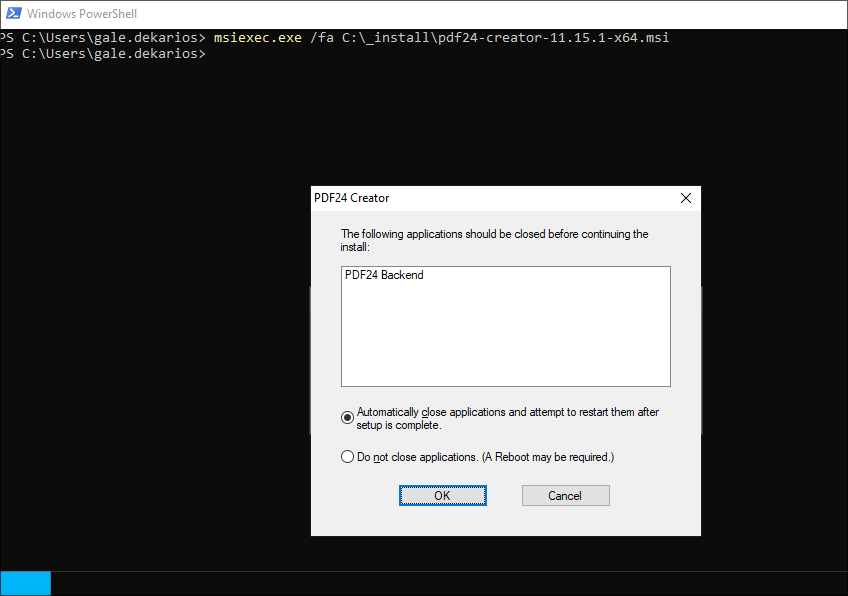 Windows PowerShell
PS C:\Users\gale.dekarios> msiexec.exe /fa C:\_install\pdf24-creator-11.15.1-x64.msi
PS C:\Users\gale.dekarios>
PDF24 Creator
The following applications should be closed before continuing the
install:
PDF24 Backend
Automatically close applications and attempt to restart them after
setup is complete.
Do not close applications. (A Reboot may be required.)
OK
Cancel